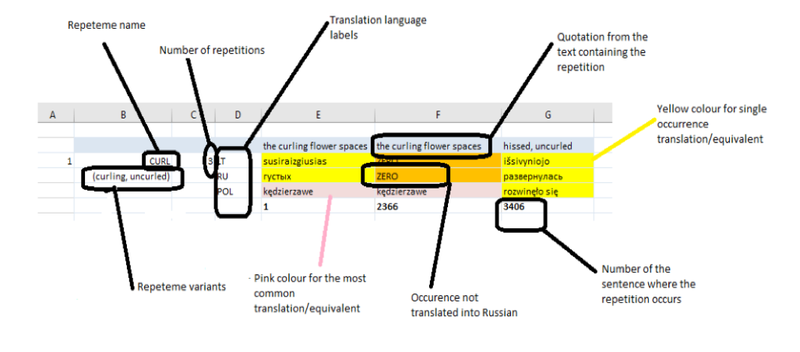 Translation language
labels
Repeteme name
Number of repetitions
Quotation from the
text containing the
repetition
Yellow colour for single
occurrence
translation/equivalent
A B C D E F G
the curling flower spaces the curling flower spaces hissed, uncurled
1 CURL 3 LT susiraizgiusias išsivyniojo
(curling, uncurled) RU густых ZERO развернулась
POL kędzierzawe kędzierzawe rozwinęło się
1 2366 3406
Repeteme variants
Pink colour for the most
common
translation/equivalent
Occurence not
translated into Russian
Number of the
sentence where the
repetition occurs